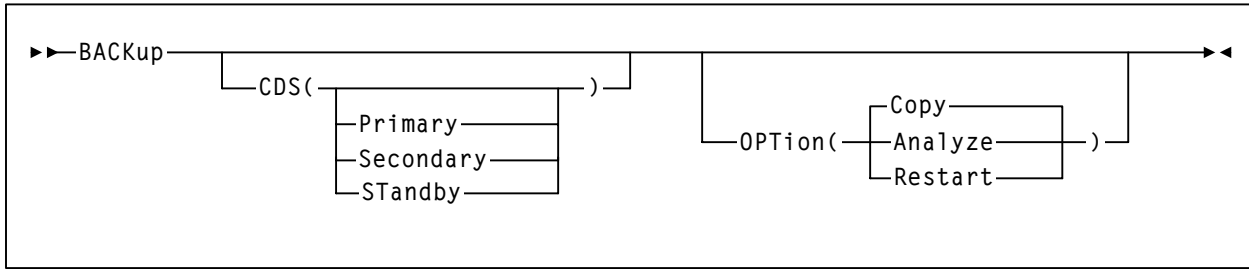 BACKup
CDS(
Primary
Secondary
STandby
)
OPTion(
Copy
Analyze
Restart
)